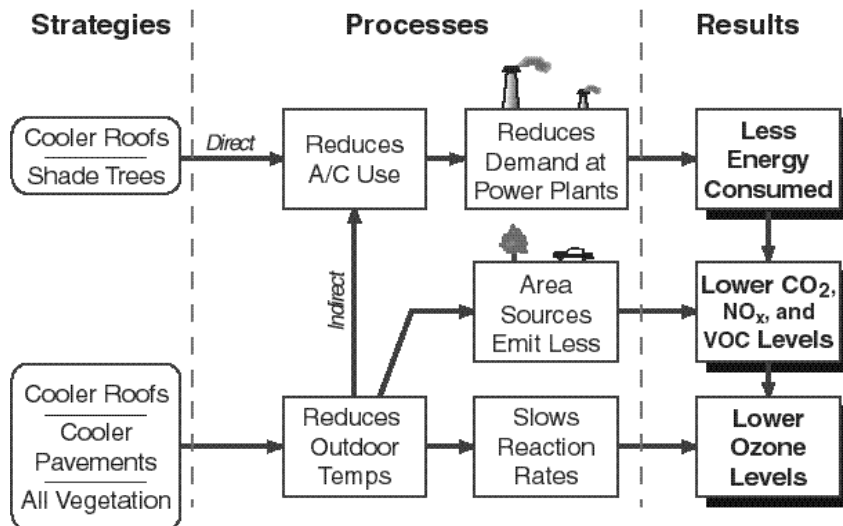 Strategies
Processes
Results
Cooler Roofs
Shade Trees
Direct
Reduces
A/C Use
Reduces
Demand at
Power Plants
Less
Energy
Consumed
Indirect
Area
Sources
Emit Less
Lower CO₂,
NOₓ, and
VOC Levels
Cooler Roofs
Cooler
Pavements
All Vegetation
Reduces
Outdoor
Temps
Slows
Reaction
Rates
Lower
Ozone
Levels